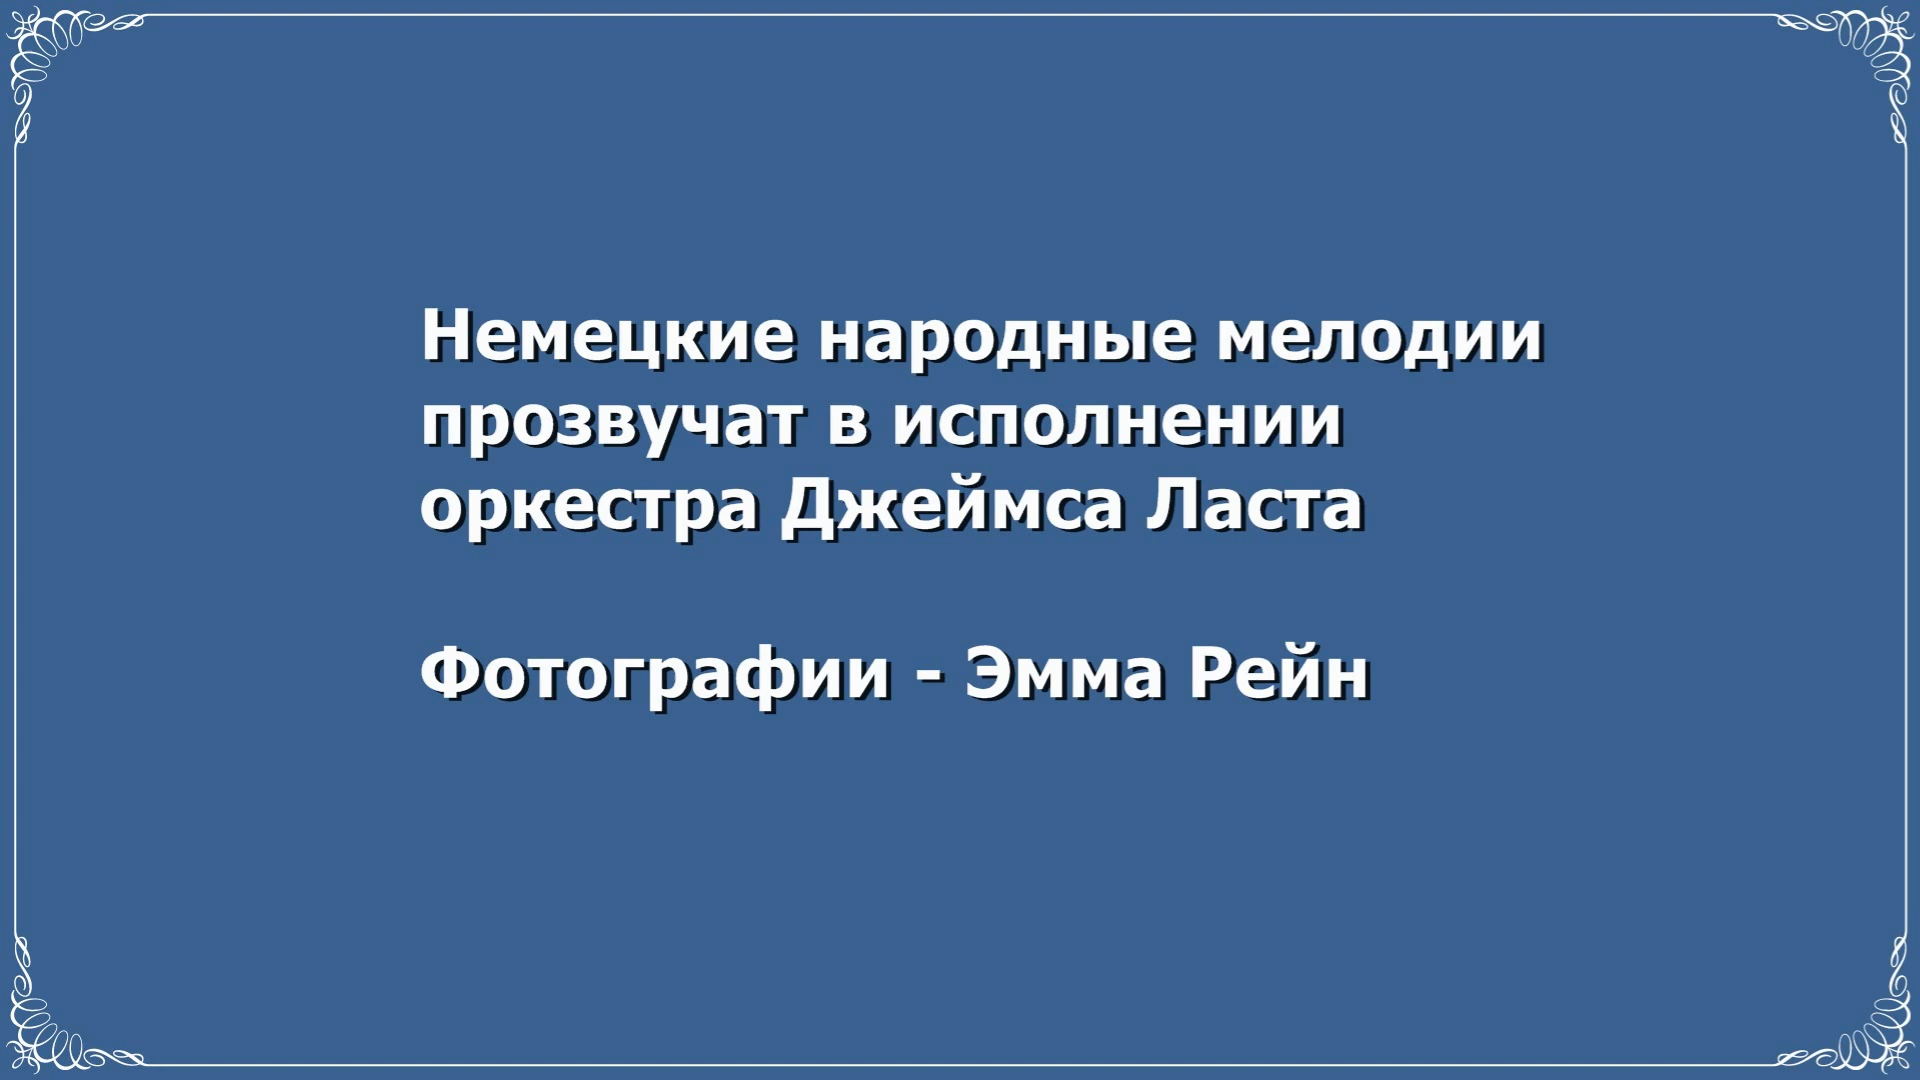 Немецкие народные мелодии
прозвучат в исполнении
оркестра Джеймса Ласта
Фотографии - Эмма Рейн